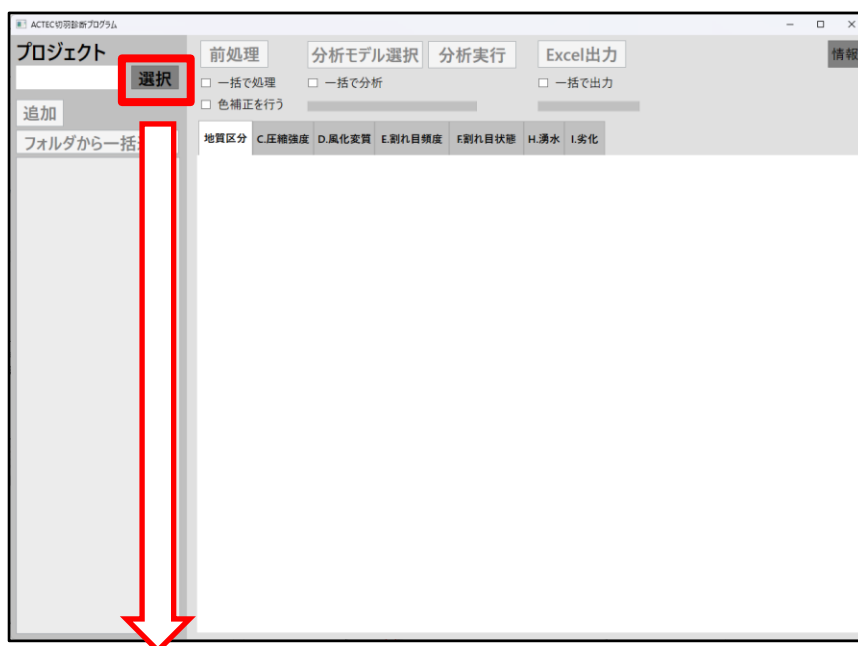 ACTEC切羽診断プログラム
プロジェクト
選択
追加
フォルダから一括
前処理
分析モデル選択
分析実行
Excel出力
情報
一括で処理
一括で分析
一括で出力
色補正を行う
地質区分
C.圧縮強度
D.風化変質
E.割れ目頻度
F.割れ目状態
H.湧水
I.劣化